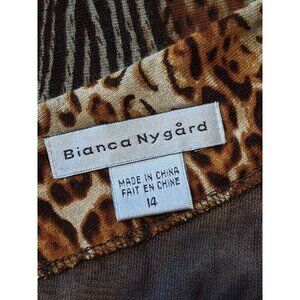 Bianca Nygård
MADE IN CHINA
FAIT EN CHINE
14